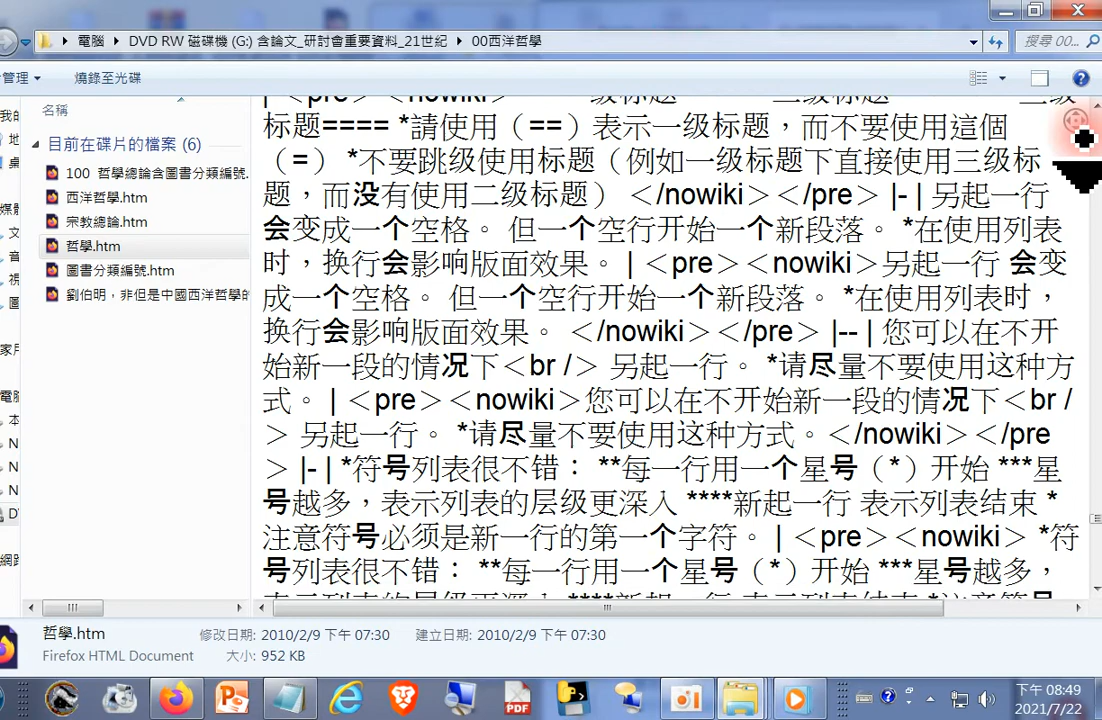 電腦 ▸ DVD RW 磁碟機 (G:) 含論文_研討會重要資料_21世紀 ▸ 00西洋哲學
搜尋 00...
管理 燒錄至光碟
名稱
目前在碟片的檔案 (6)
100 哲學總論含圖書分類編號.
西洋哲學.htm
宗教總論.htm
哲學.htm
圖書分類編號.htm
劉伯明，非但是中國西洋哲學的
标题==== *請使用（==）表示一级标题，而不要使用這個
（=） *不要跳级使用标题（例如一级标题下直接使用三级标
题，而没有使用二级标题） </nowiki></pre> |-| 另起一行
会变成一个空格。 但一个空行开始一个新段落。 *在使用列表
时，换行会影响版面效果。 | <pre><nowiki>另起一行 会变
成一个空格。 但一个空行开始一个新段落。 *在使用列表时，
换行会影响版面效果。 </nowiki></pre> |-- | 您可以在不开
始新一段的情况下<br /> 另起一行。 *请尽量不要使用这种方
式。 | <pre><nowiki>您可以在不开始新一段的情况下<br /
> 另起一行。 *请尽量不要使用这种方式。</nowiki></pre
> |-| *符号列表很不错： **每一行用一个星号（*）开始 ***星
号越多，表示列表的层级更深入 ****新起一行 表示列表结束 *
注意符号必须是新一行的第一个字符。 | <pre><nowiki> *符
号列表很不错： **每一行用一个星号（*）开始 ***星号越多，
哲學.htm 修改日期: 2010/2/9 下午 07:30 建立日期: 2010/2/9 下午 07:30
Firefox HTML Document 大小: 952 KB
PDF
下午 08:49
2021/7/22